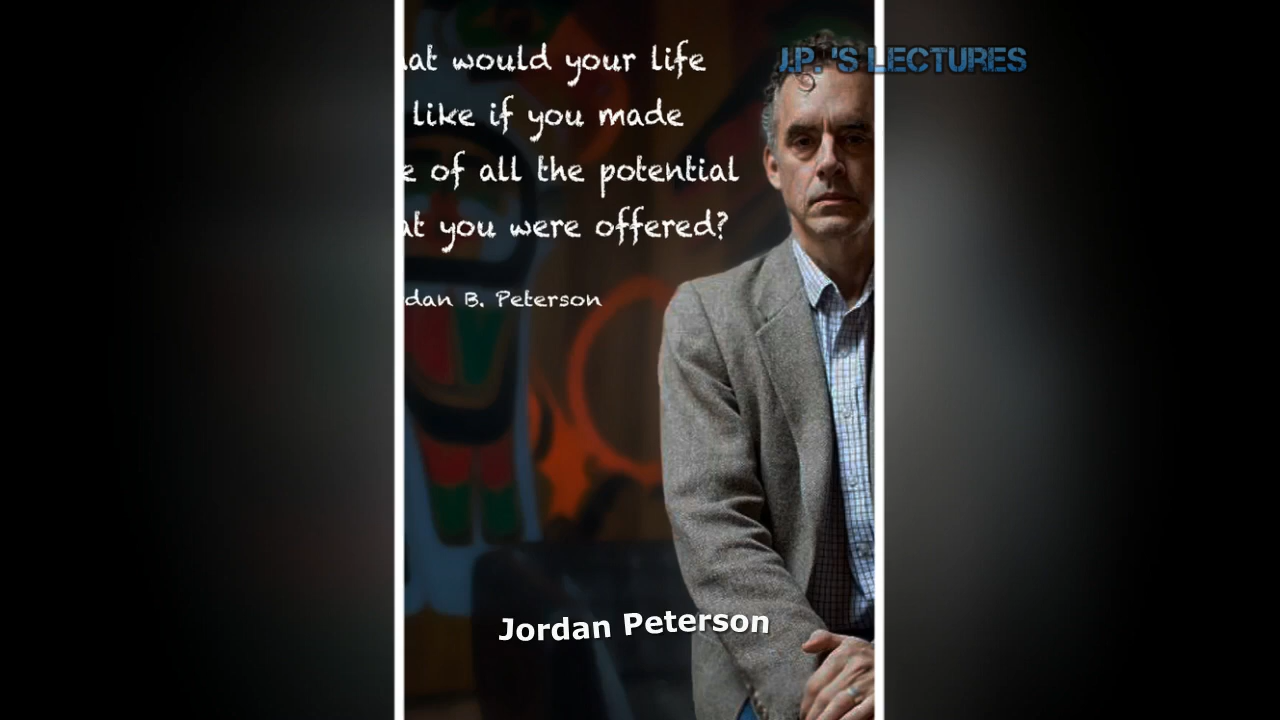 J.P. 'S LECTURES
at would your life
like if you made
e of all the potential
at you were offered?
dan B. Peterson
Jordan Peterson